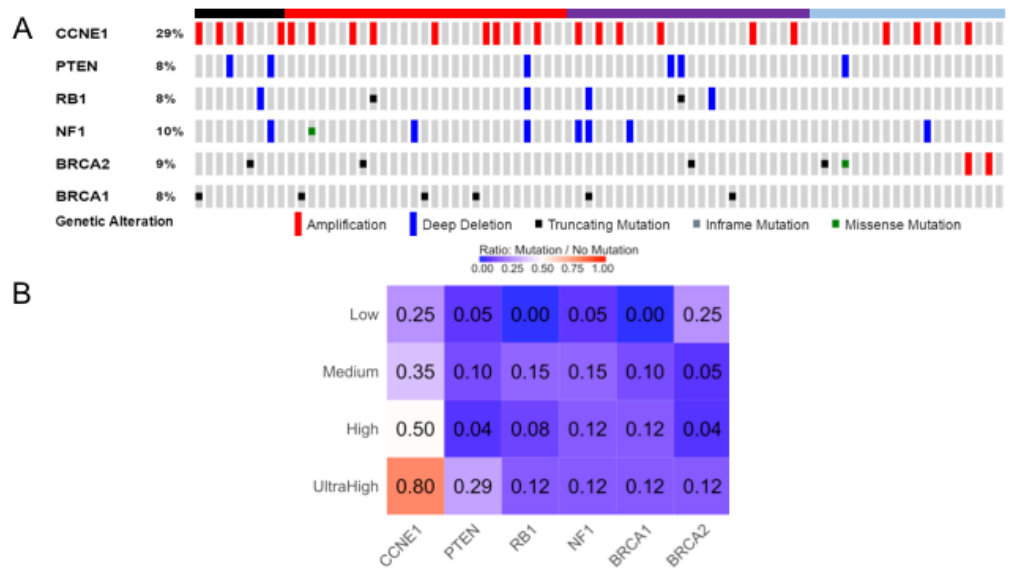 A
CCNE1 29%
PTEN 8%
RB1 8%
NF1 10%
BRCA2 9%
BRCA1 8%
Genetic Alteration Amplification Deep Deletion Truncating Mutation Inframe Mutation Missense Mutation
Ratio: Mutation / No Mutation
0.00 0.25 0.50 0.75 1.00
B
Low 0.25 0.05 0.00 0.05 0.00 0.25
Medium 0.35 0.10 0.15 0.15 0.10 0.05
High 0.50 0.04 0.08 0.12 0.12 0.04
UltraHigh 0.80 0.29 0.12 0.12 0.12 0.12
CCNE1 PTEN RB1 NF1 BRCA1 BRCA2